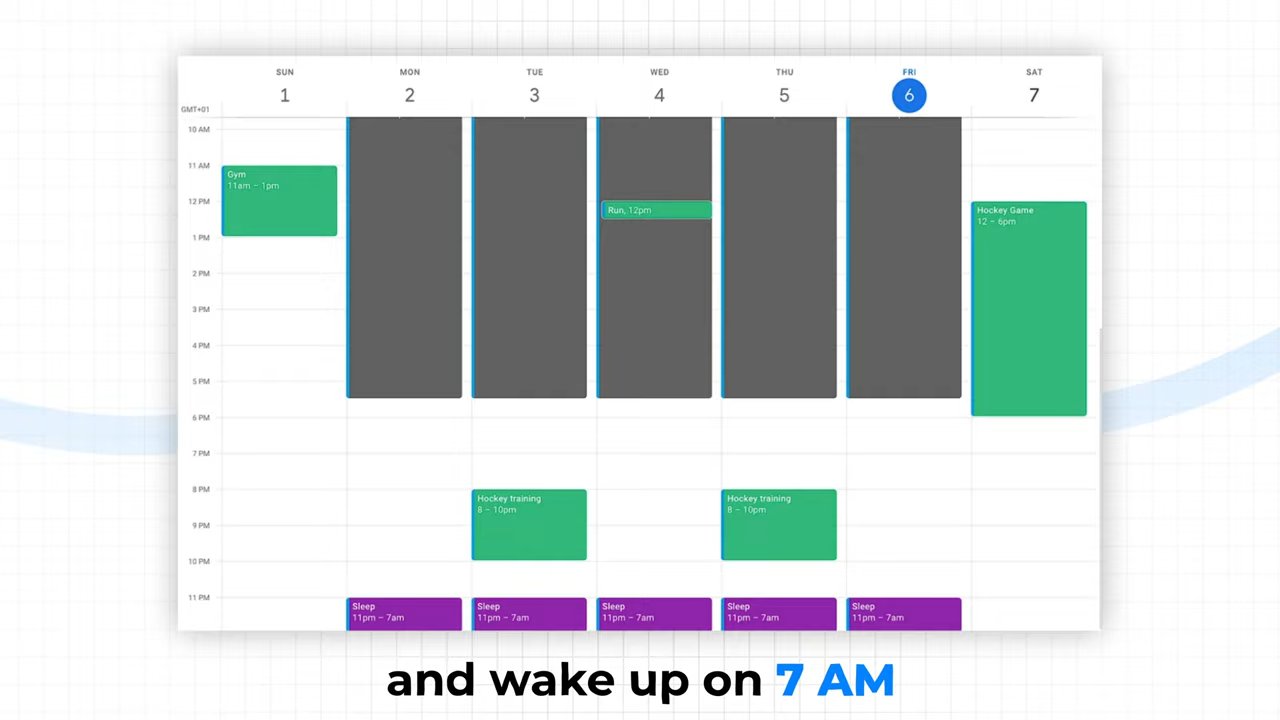 SUN MON TUE WED THU FRI SAT
1 2 3 4 5 6 7
GMT+01
10 AM
11 AM
Gym
11am – 1pm
12 PM
Run, 12pm
Hockey Game
12 – 6pm
1 PM
2 PM
3 PM
4 PM
5 PM
6 PM
7 PM
8 PM
Hockey training
8 – 10pm
Hockey training
8 – 10pm
9 PM
10 PM
11 PM
Sleep
11pm – 7am
Sleep
11pm – 7am
Sleep
11pm – 7am
Sleep
11pm – 7am
Sleep
11pm – 7am
and wake up on 7 AM